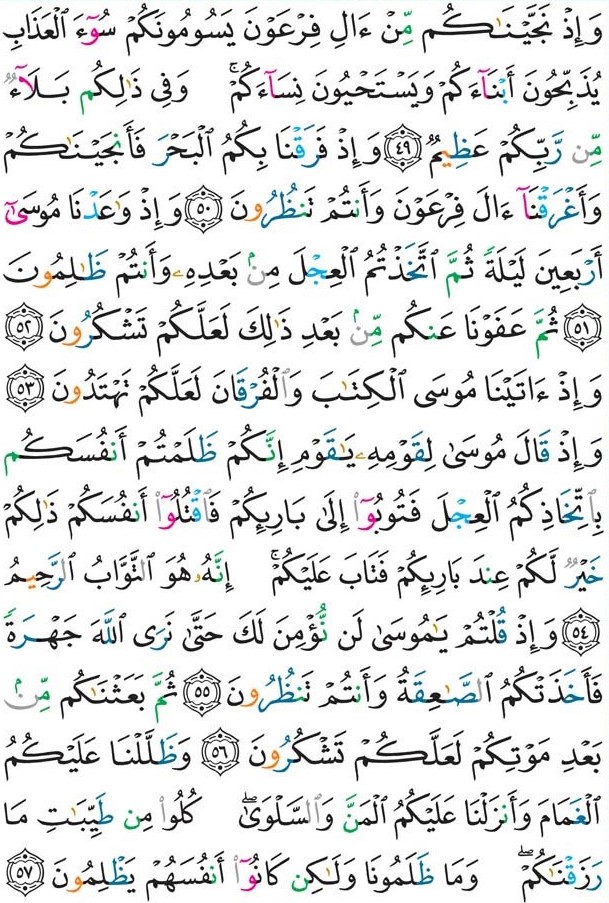 وَإِذْ نَجَّيْنَـٰكُم مِّنْ ءَالِ فِرْعَوْنَ يَسُومُونَكُمْ سُوٓءَ ٱلْعَذَابِ
يُذَبِّحُونَ أَبْنَآءَكُمْ وَيَسْتَحْيُونَ نِسَآءَكُمْ ۚ وَفِى ذَٰلِكُم بَلَآءٌ
مِّن رَّبِّكُمْ عَظِيمٌ ﴿٤٩﴾ وَإِذْ فَرَقْنَا بِكُمُ ٱلْبَحْرَ فَأَنجَيْنَـٰكُمْ
وَأَغْرَقْنَآ ءَالَ فِرْعَوْنَ وَأَنتُمْ تَنظُرُونَ ﴿٥٠﴾ وَإِذْ وَٰعَدْنَا مُوسَىٰٓ
أَرْبَعِينَ لَيْلَةً ثُمَّ ٱتَّخَذْتُمُ ٱلْعِجْلَ مِنۢ بَعْدِهِۦ وَأَنتُمْ ظَـٰلِمُونَ
﴿٥١﴾ ثُمَّ عَفَوْنَا عَنكُم مِّنۢ بَعْدِ ذَٰلِكَ لَعَلَّكُمْ تَشْكُرُونَ ﴿٥٢﴾
وَإِذْ ءَاتَيْنَا مُوسَى ٱلْكِتَـٰبَ وَٱلْفُرْقَانَ لَعَلَّكُمْ تَهْتَدُونَ ﴿٥٣﴾
وَإِذْ قَالَ مُوسَىٰ لِقَوْمِهِۦ يَـٰقَوْمِ إِنَّكُمْ ظَلَمْتُمْ أَنفُسَكُم
بِٱتِّخَاذِكُمُ ٱلْعِجْلَ فَتُوبُوٓا۟ إِلَىٰ بَارِئِكُمْ فَٱقْتُلُوٓا۟ أَنفُسَكُمْ ذَٰلِكُمْ
خَيْرٌ لَّكُمْ عِندَ بَارِئِكُمْ فَتَابَ عَلَيْكُمْ ۚ إِنَّهُۥ هُوَ ٱلتَّوَّابُ ٱلرَّحِيمُ
﴿٥٤﴾ وَإِذْ قُلْتُمْ يَـٰمُوسَىٰ لَن نُّؤْمِنَ لَكَ حَتَّىٰ نَرَى ٱللَّهَ جَهْرَةً
فَأَخَذَتْكُمُ ٱلصَّـٰعِقَةُ وَأَنتُمْ تَنظُرُونَ ﴿٥٥﴾ ثُمَّ بَعَثْنَـٰكُم مِّنۢ
بَعْدِ مَوْتِكُمْ لَعَلَّكُمْ تَشْكُرُونَ ﴿٥٦﴾ وَظَلَّلْنَا عَلَيْكُمُ
ٱلْغَمَامَ وَأَنزَلْنَا عَلَيْكُمُ ٱلْمَنَّ وَٱلسَّلْوَىٰ ۖ كُلُوا۟ مِن طَيِّبَـٰتِ مَا
رَزَقْنَـٰكُمْ ۖ وَمَا ظَلَمُونَا وَلَـٰكِن كَانُوٓا۟ أَنفُسَهُمْ يَظْلِمُونَ ﴿٥٧﴾